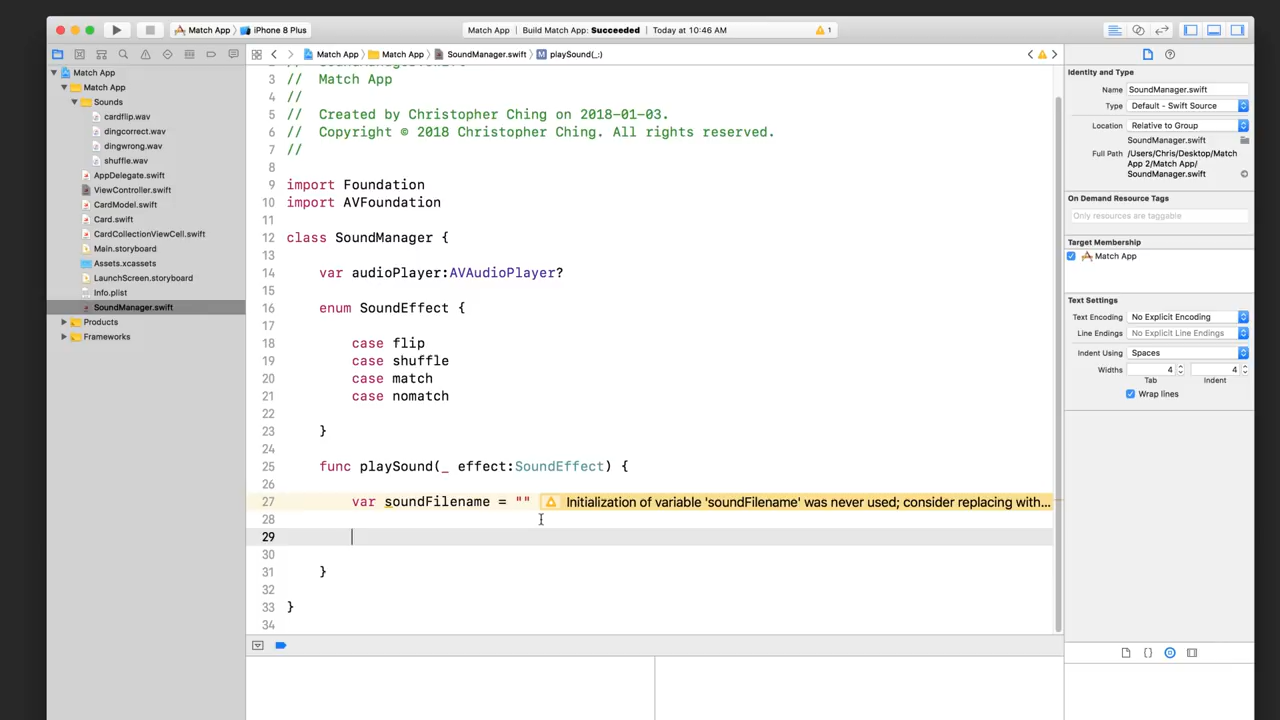 Match App
iPhone 8 Plus
Match App | Build Match App: Succeeded | Today at 10:46 AM
1
Match App
Match App
SoundManager.swift
M playSound(_:)
Match App
Match App
Sounds
cardflip.wav
dingcorrect.wav
dingwrong.wav
shuffle.wav
AppDelegate.swift
ViewController.swift
CardModel.swift
Card.swift
CardCollectionViewCell.swift
Main.storyboard
Assets.xcassets
LaunchScreen.storyboard
Info.plist
SoundManager.swift
Products
Frameworks
3 //  Match App
4 //
5 //  Created by Christopher Ching on 2018-01-03.
6 //  Copyright © 2018 Christopher Ching. All rights reserved.
7 //
8
9 import Foundation
10 import AVFoundation
11
12 class SoundManager {
13
14 var audioPlayer:AVAudioPlayer?
15
16 enum SoundEffect {
17
18 case flip
19 case shuffle
20 case match
21 case nomatch
22
23 }
24
25 func playSound(_ effect:SoundEffect) {
26
27 var soundFilename = "" Initialization of variable 'soundFilename' was never used; consider replacing with...
28
29
30
31 }
32
33 }
34
Identity and Type
Name SoundManager.swift
Type Default - Swift Source
Location Relative to Group
SoundManager.swift
Full Path /Users/Chris/Desktop/Match
App 2/Match App/
SoundManager.swift
On Demand Resource Tags
Only resources are taggable
Target Membership
Match App
Text Settings
Text Encoding No Explicit Encoding
Line Endings No Explicit Line Endings
Indent Using Spaces
Widths 4 4
Tab Indent
Wrap lines